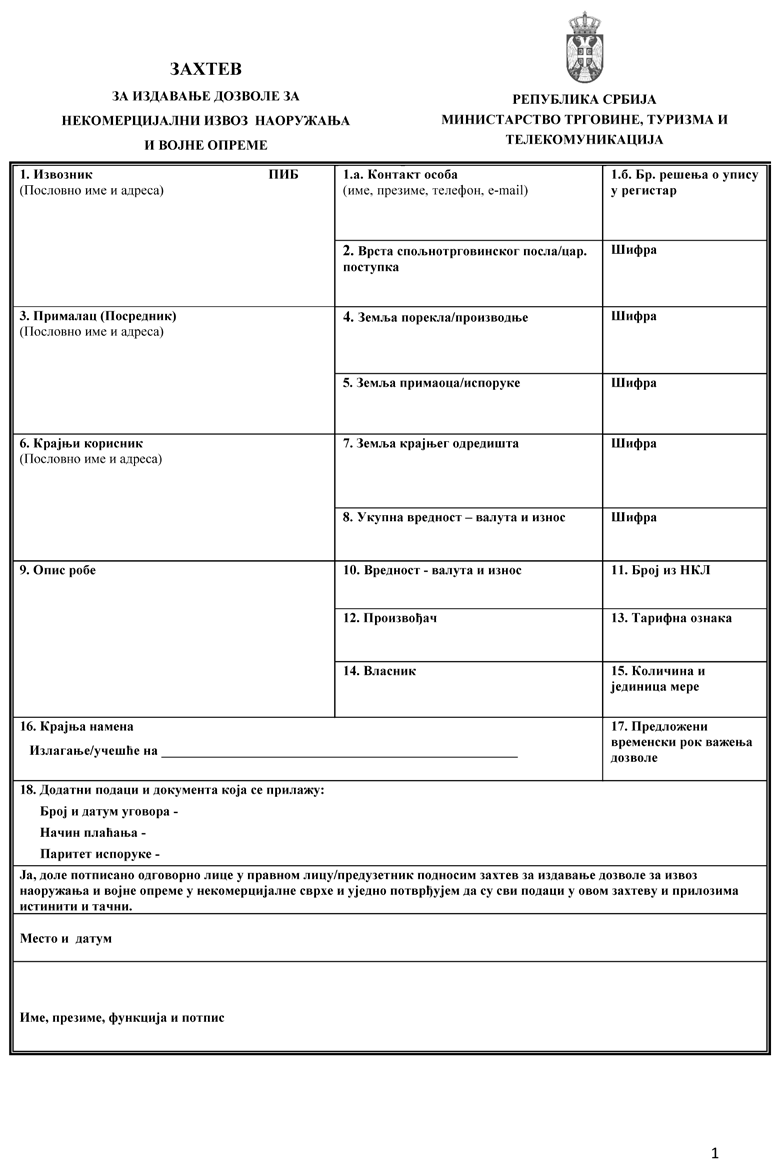 ЗАХТЕВ
ЗА ИЗДАВАЊЕ ДОЗВОЛЕ ЗА
НЕКОМЕРЦИЈАЛНИ ИЗВОЗ НАОРУЖАЊА
И ВОЈНЕ ОПРЕМЕ
РЕПУБЛИКА СРБИЈА
МИНИСТАРСТВО ТРГОВИНЕ, ТУРИЗМА И
ТЕЛЕКОМУНИКАЦИЈА
1. Извозник ПИБ
(Пословно име и адреса)
1.а. Контакт особа
(име, презиме, телефон, e-mail)
1.б. Бр. решења о упису
у регистар
2. Врста спољнотрговинског посла/цар.
поступка
Шифра
3. Прималац (Посредник)
(Пословно име и адреса)
4. Земља порекла/производње
Шифра
5. Земља примаоца/испоруке
Шифра
6. Крајњи корисник
(Пословно име и адреса)
7. Земља крајњег одредишта
Шифра
8. Укупна вредност – валута и износ
Шифра
9. Опис робе
10. Вредност - валута и износ
11. Број из НКЛ
12. Произвођач
13. Тарифна ознака
14. Власник
15. Количина и
јединица мере
16. Крајња намена
Излагање/учешће на
17. Предложени
временски рок важења
дозволе
18. Додатни подаци и документа која се прилажу:
Број и датум уговора -
Начин плаћања -
Паритет испоруке -
Ја, доле потписано одговорно лице у правном лицу/предузетник подносим захтев за издавање дозволе за извоз
наоружања и војне опреме у некомерцијалне сврхе и уједно потврђујем да су сви подаци у овом захтеву и прилозима
истинити и тачни.
Место и датум
Име, презиме, функција и потпис
1